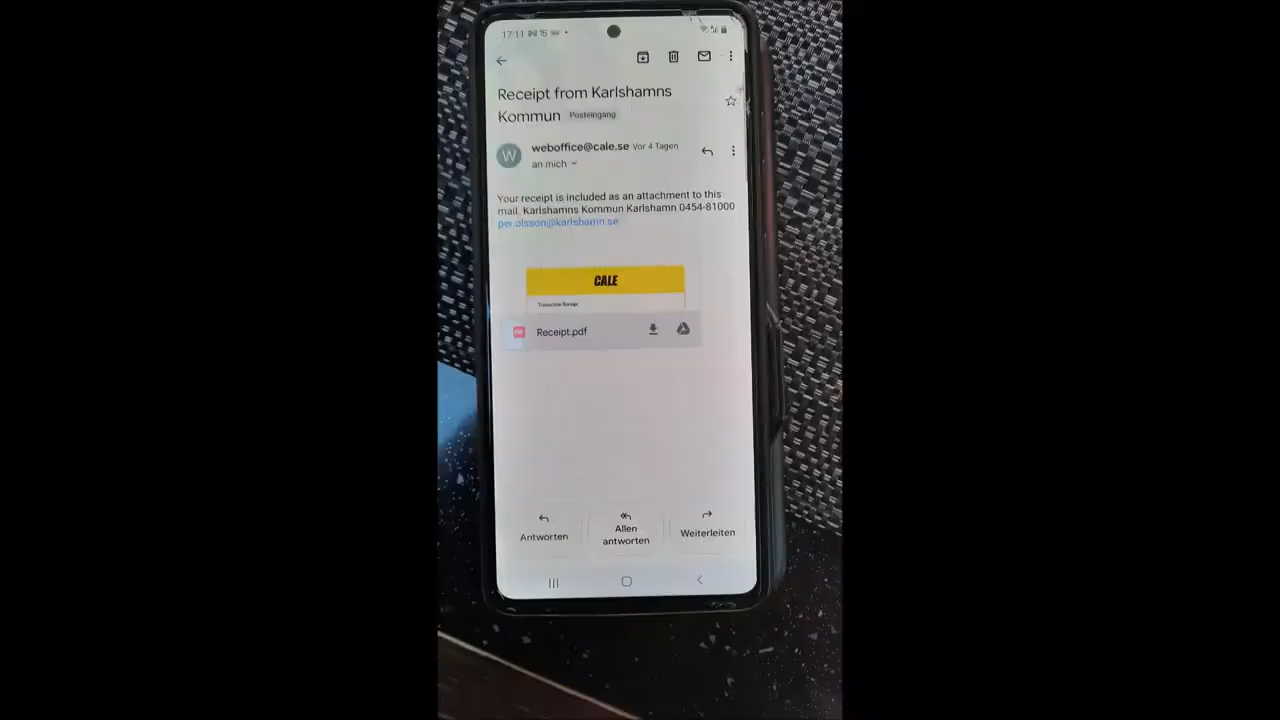 17:11
Receipt from Karlshamns
Kommun Posteingang
W
weboffice@cale.se Vor 4 Tagen
an mich
Your receipt is included as an attachment to this
mail. Karlshamns Kommun Karlshamn 0454-81000
per.olsson@karlshamn.se
CALE
Receipt.pdf
Antworten
Allen
antworten
Weiterleiten